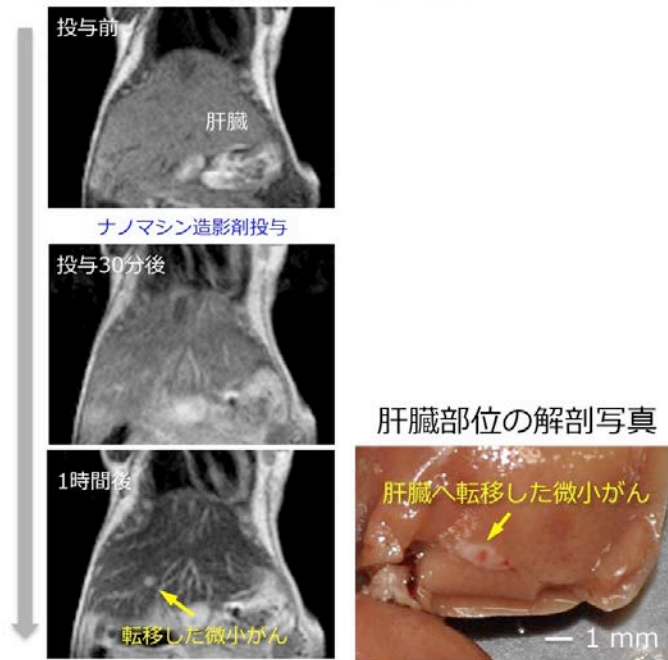 投与前
肝臓
ナノマシン造影剤投与
投与30分後
1時間後
転移した微小がん
肝臓部位の解剖写真
肝臓へ転移した微小がん
1 mm